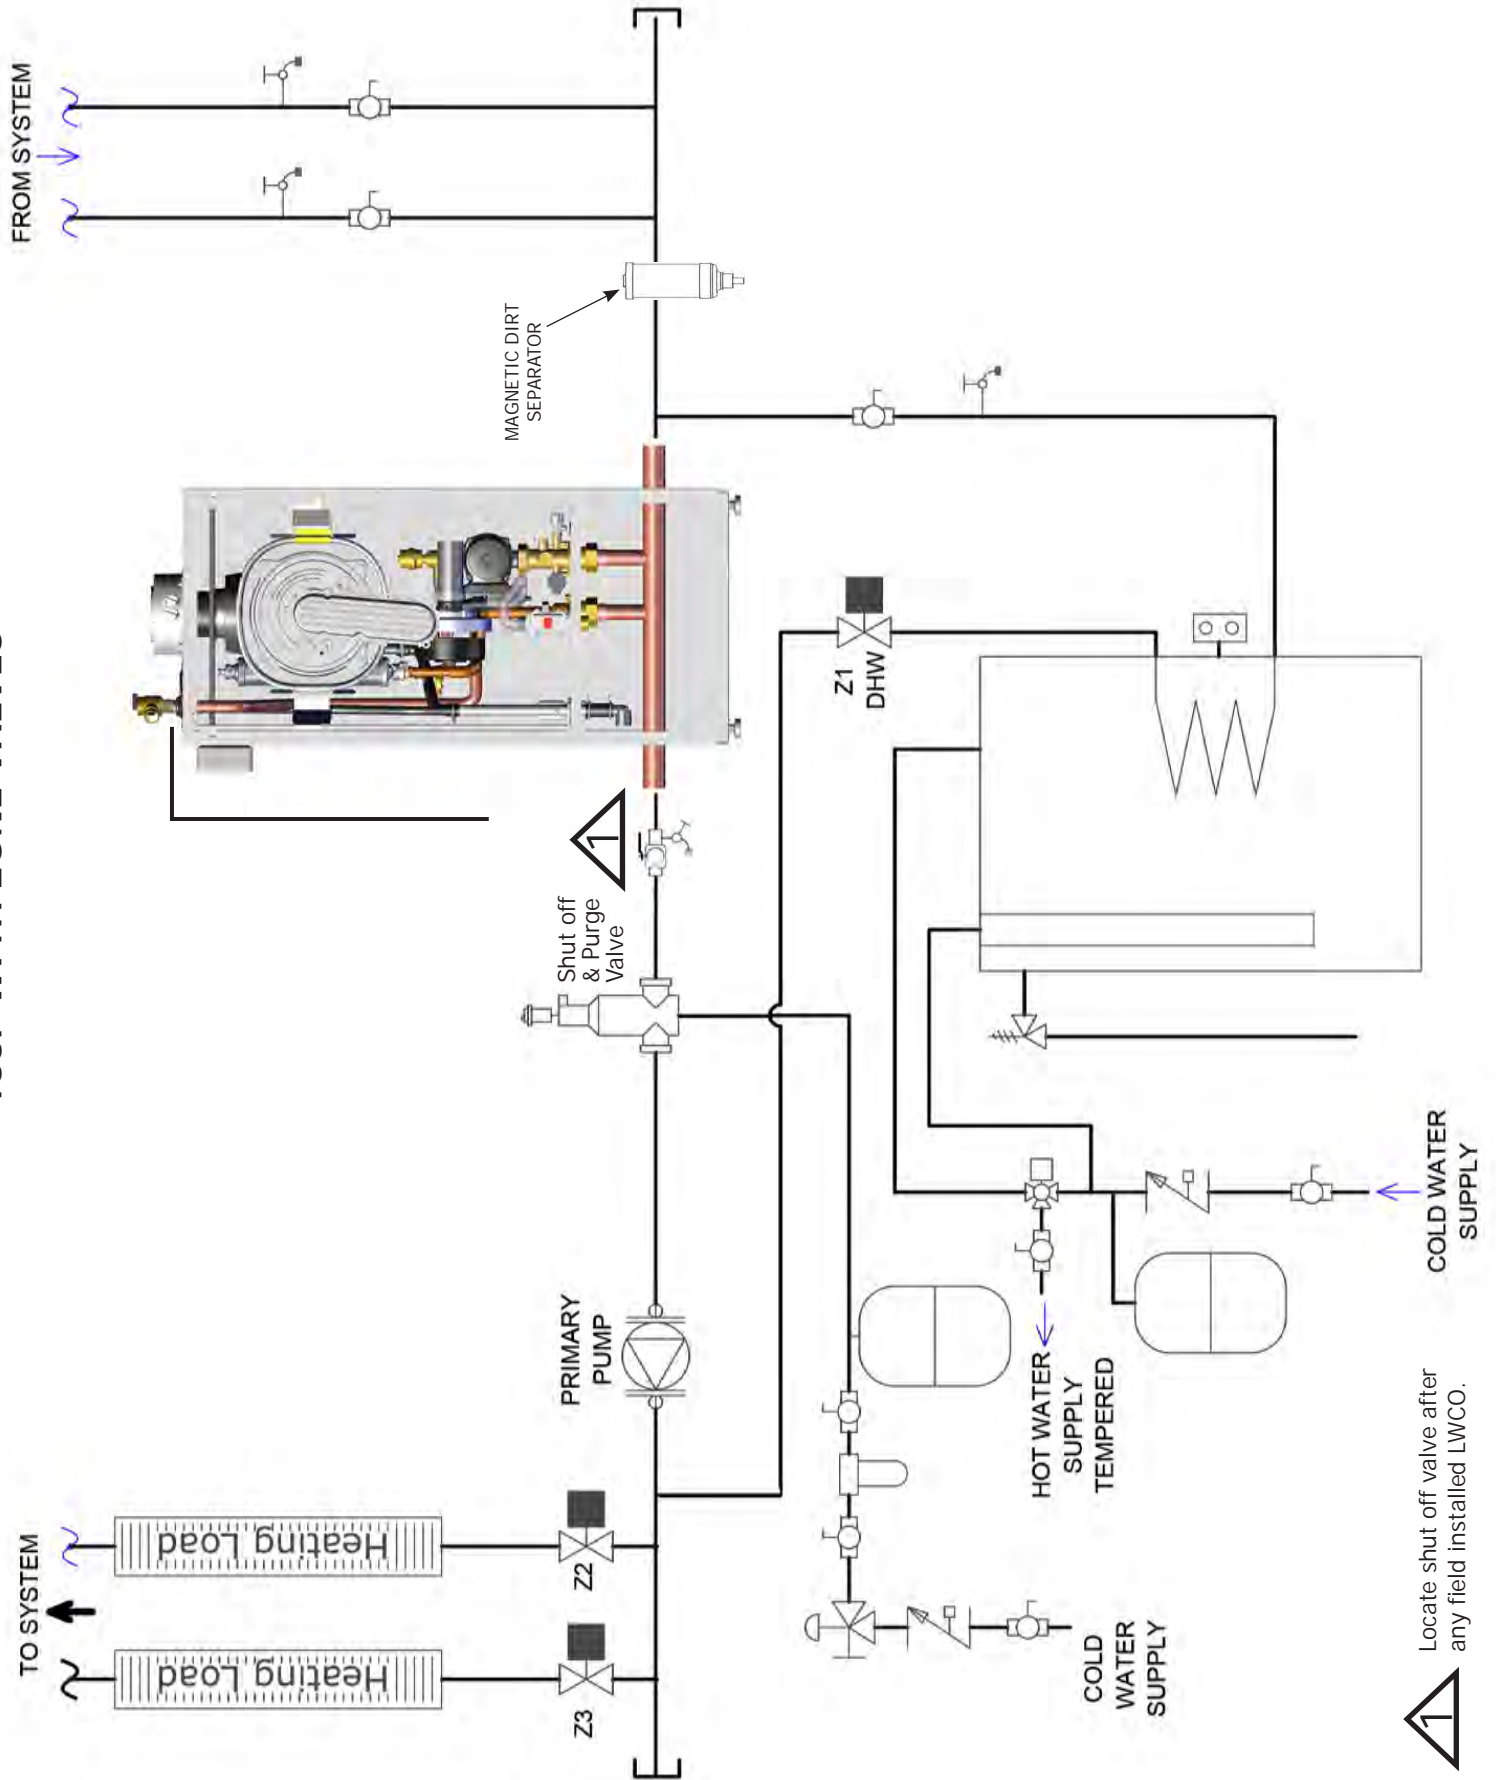 FROM SYSTEM
MAGNETIC DIRT
SEPARATOR
Z1
DHW
1
Shut off
& Purge
Valve
PRIMARY
PUMP
TO SYSTEM
Heating Load
Heating Load
Z2
Z3
HOT WATER
SUPPLY
TEMPERED
COLD WATER
SUPPLY
COLD
WATER
SUPPLY
1
Locate shut off valve after
any field installed LWCO.